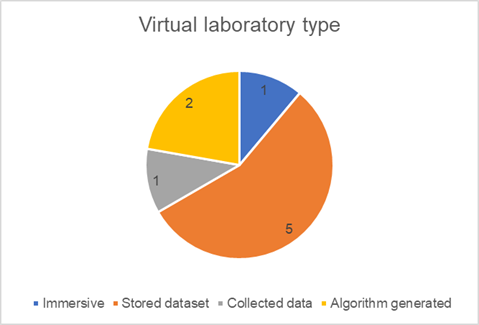 Virtual laboratory type
1
2
1
5
Immersive Stored dataset Collected data Algorithm generated